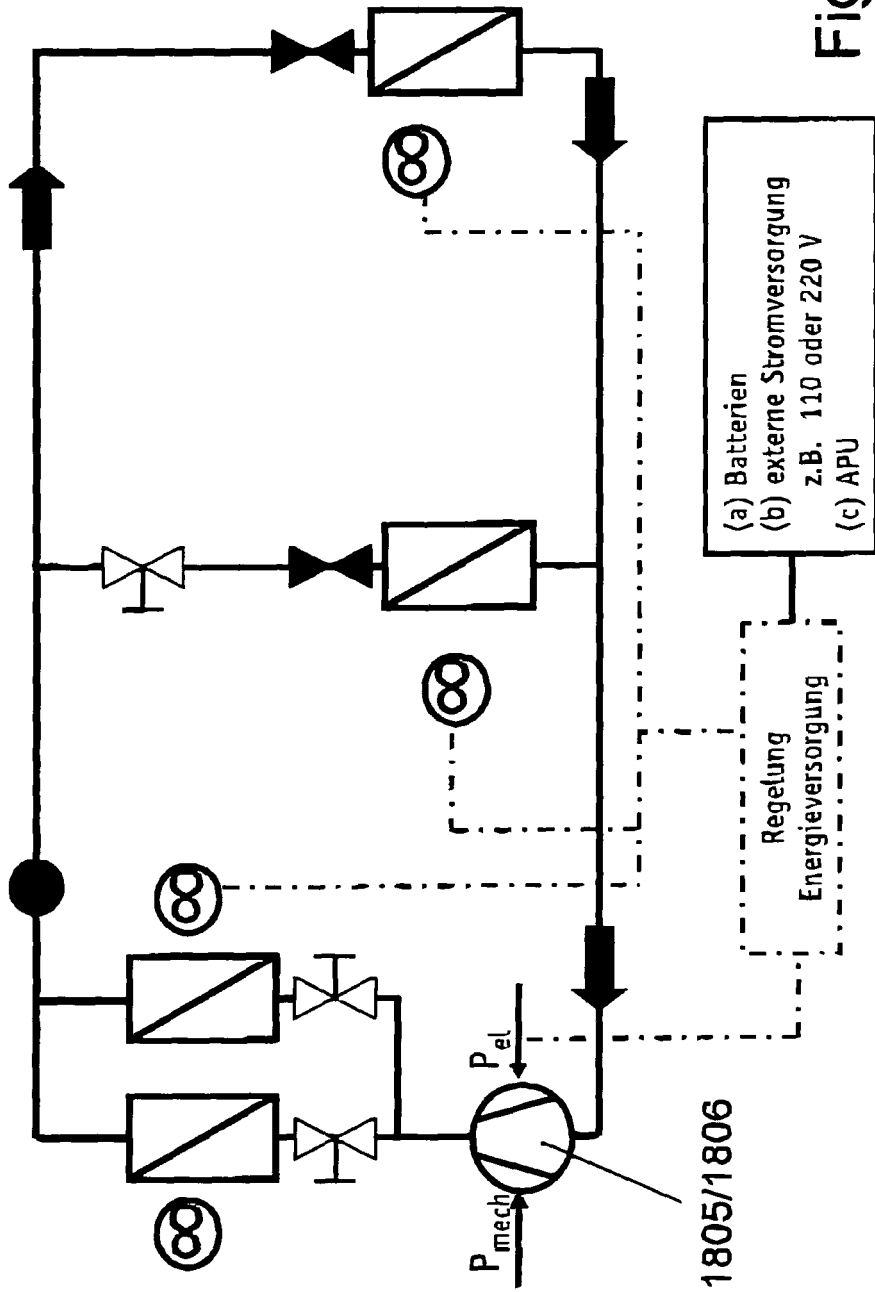 Fig
(a) Batterien
(b) externe Stromversorgung
z.B. 110 oder 220 V
(c) APU
Regelung
Energieversorgung
P_el
P_mech
1805/1806